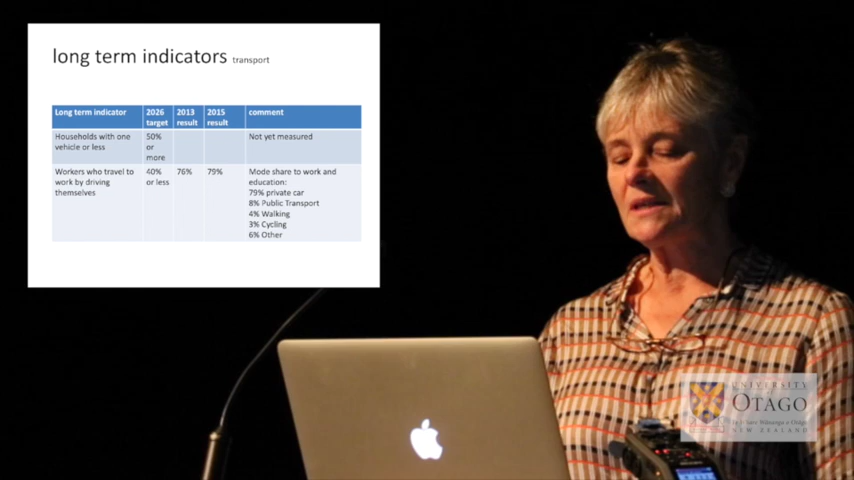 long term indicators transport
Long term indicator
2026
target
2013
result
2015
result
comment
Households with one
vehicle or less
50%
or
more
Not yet measured
Workers who travel to
work by driving
themselves
40%
or less
76%
79%
Mode share to work and
education:
79% private car
8% Public Transport
4% Walking
3% Cycling
6% Other
UNIVERSITY
OTAGO
NEW ZEALAND